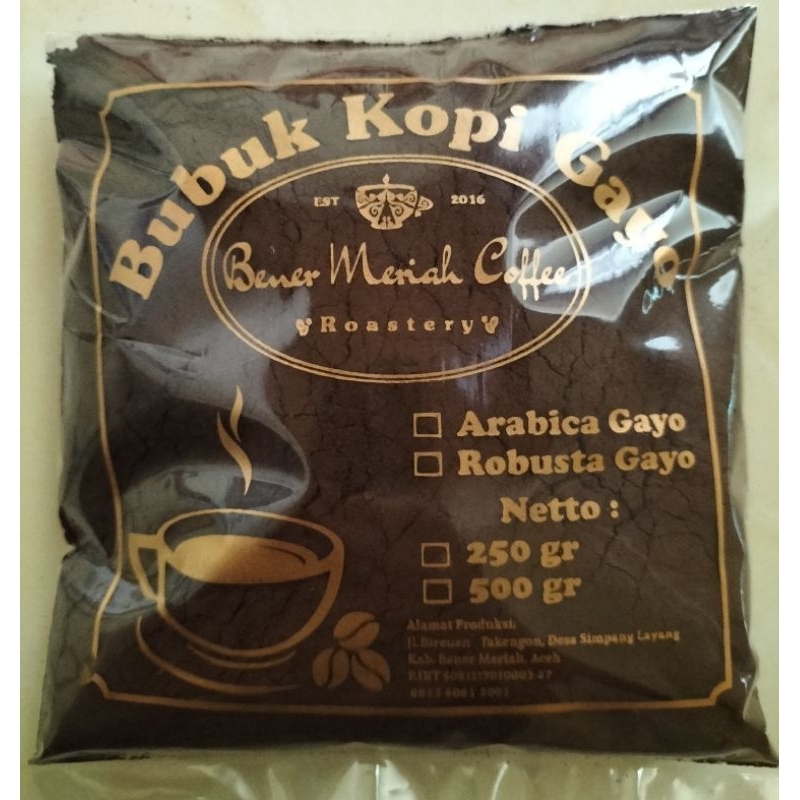 Bubuk Kopi Gayo
EST 2016
Bener Meriah Coffee
Roastery
Arabica Gayo
Robusta Gayo
Netto :
250 gr
500 gr
Alamat Produksi:
Jl.Bireuen Takengon, Desa Simpang Layang
Kab. Bener Meriah. Aceh